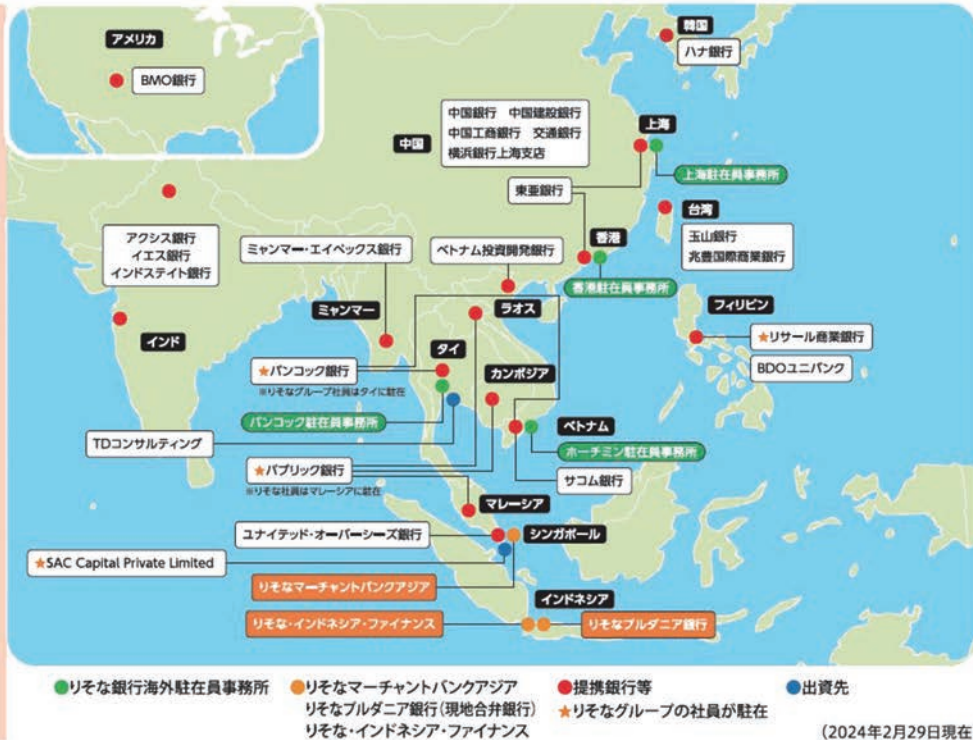 アメリカ
BMO銀行
韓国
ハナ銀行
中国
中国銀行 中国建設銀行
中国工商銀行 交通銀行
横浜銀行上海支店
上海
上海駐在員事務所
東亜銀行
台湾
玉山銀行
兆豊国際商業銀行
香港
香港駐在員事務所
アクシス銀行
イエス銀行
インドステイト銀行
インド
ミャンマー・エイペックス銀行
ミャンマー
ベトナム投資開発銀行
ラオス
フィリピン
★リサール商業銀行
BDOユニバンク
タイ
★バンコック銀行
※りそなグループ社員はタイに駐在
カンボジア
バンコック駐在員事務所
TDコンサルティング
ベトナム
ホーチミン駐在員事務所
サコム銀行
★パブリック銀行
※りそな社員はマレーシアに駐在
マレーシア
ユナイテッド・オーバーシーズ銀行
シンガポール
★SAC Capital Private Limited
りそなマーチャントバンクアジア
インドネシア
りそな・インドネシア・ファイナンス
りそなプルダニア銀行
●りそな銀行海外駐在員事務所
●りそなマーチャントバンクアジア
りそなプルダニア銀行(現地合弁銀行)
りそな・インドネシア・ファイナンス
●提携銀行等
★りそなグループの社員が駐在
●出資先
(2024年2月29日現在